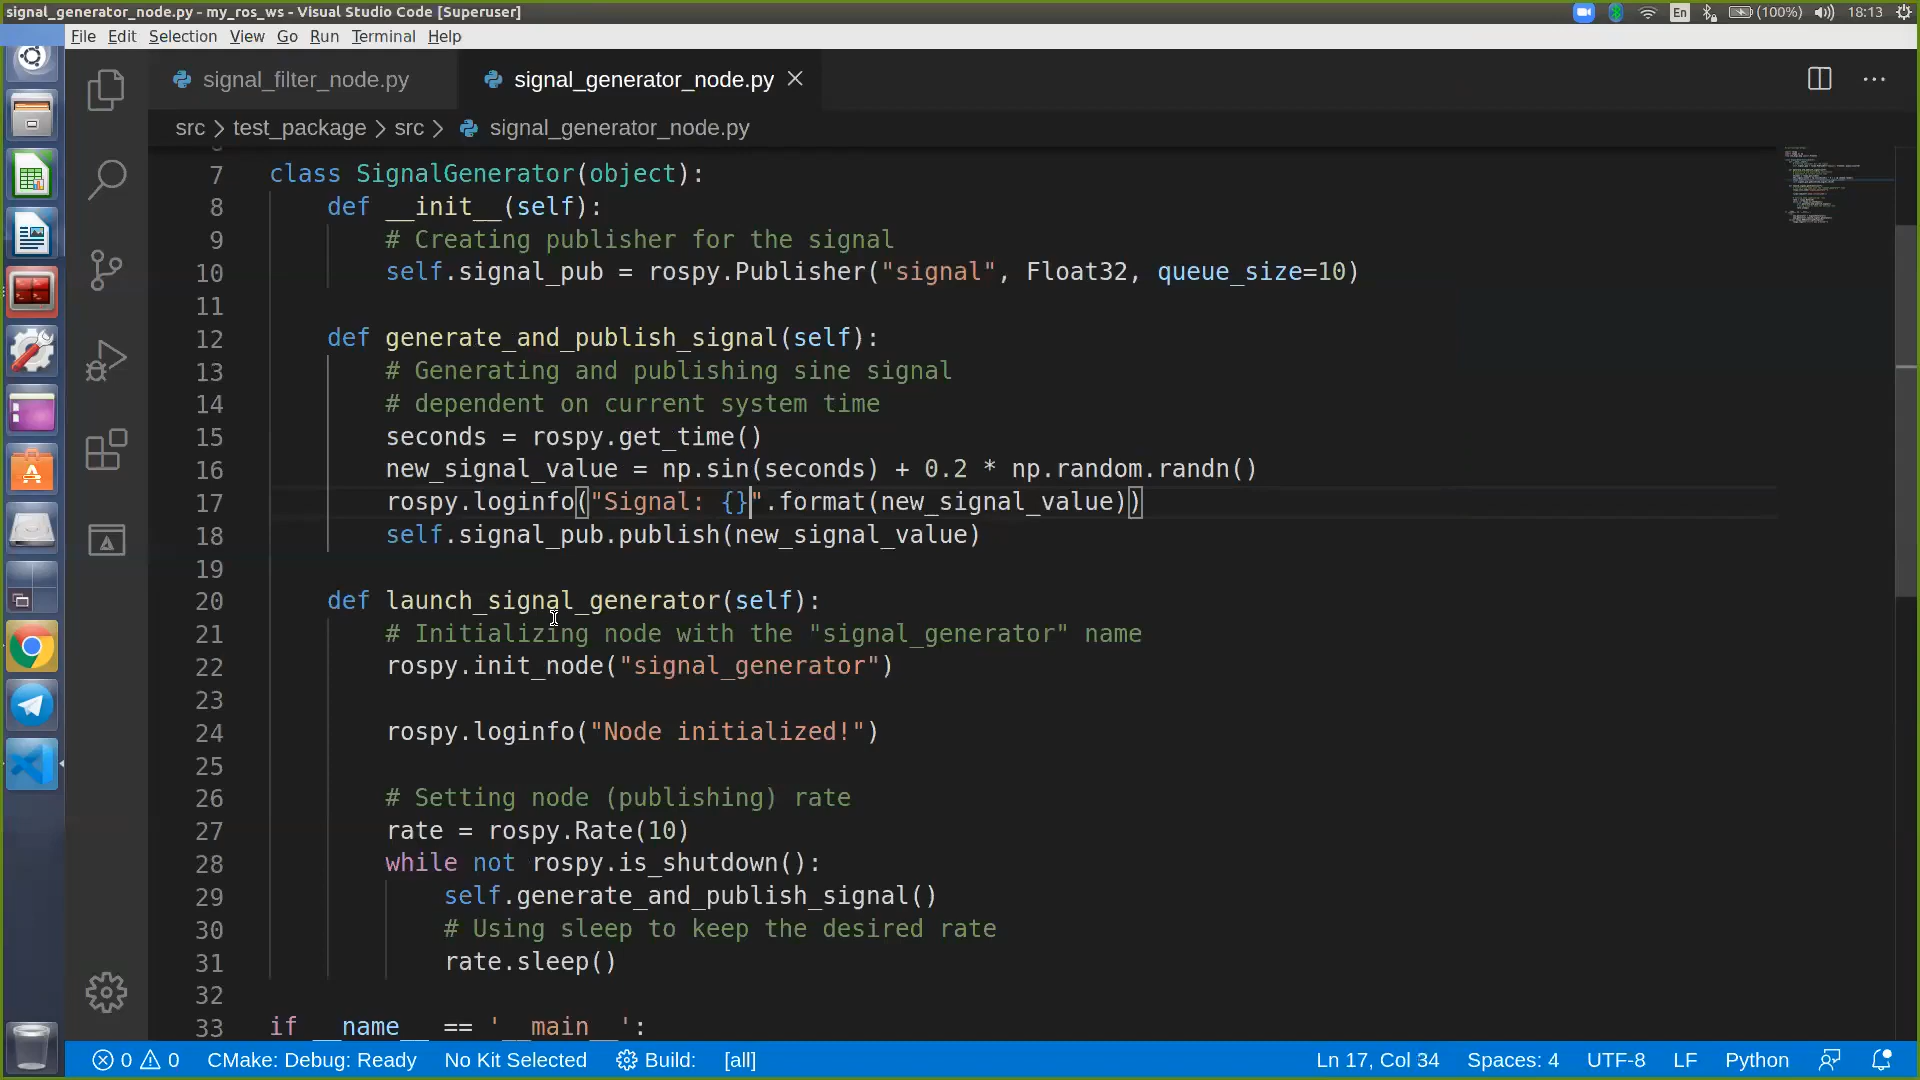 signal_generator_node.py - my_ros_ws - Visual Studio Code [Superuser]
En (100%) 18:13
File Edit Selection View Go Run Terminal Help
signal_filter_node.py signal_generator_node.py
src > test_package > src > signal_generator_node.py
7 class SignalGenerator(object):
8 def __init__(self):
9 # Creating publisher for the signal
10 self.signal_pub = rospy.Publisher("signal", Float32, queue_size=10)
11
12 def generate_and_publish_signal(self):
13 # Generating and publishing sine signal
14 # dependent on current system time
15 seconds = rospy.get_time()
16 new_signal_value = np.sin(seconds) + 0.2 * np.random.randn()
17 rospy.loginfo("Signal: {}".format(new_signal_value))
18 self.signal_pub.publish(new_signal_value)
19
20 def launch_signal_generator(self):
21 # Initializing node with the "signal_generator" name
22 rospy.init_node("signal_generator")
23
24 rospy.loginfo("Node initialized!")
25
26 # Setting node (publishing) rate
27 rate = rospy.Rate(10)
28 while not rospy.is_shutdown():
29 self.generate_and_publish_signal()
30 # Using sleep to keep the desired rate
31 rate.sleep()
32
33 if __name__ == '__main__':
0 0 CMake: Debug: Ready No Kit Selected Build: [all] Ln 17, Col 34 Spaces: 4 UTF-8 LF Python